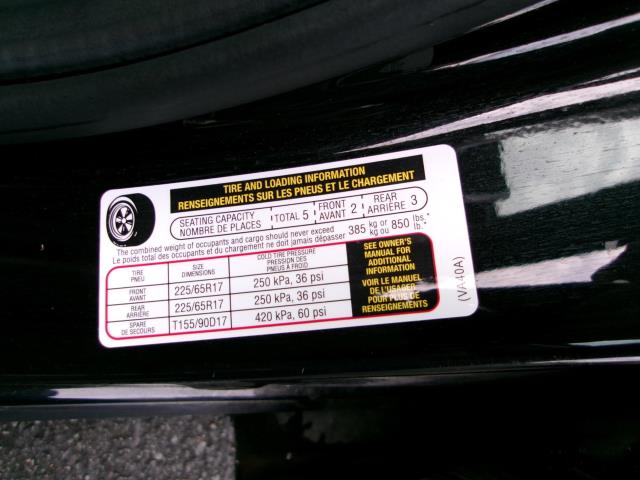 TIRE AND LOADING INFORMATION
RENSEIGNEMENTS SUR LES PNEUS ET LE CHARGEMENT
SEATING CAPACITY TOTAL 5 FRONT 2 REAR 3
NOMBRE DE PLACES AVANT ARRIÈRE
The combined weight of occupants and cargo should never exceed 385 kg or 850 lbs.*
Le poids total des occupants et du chargement ne doit jamais dépasser kg ou lb.*
TIRE SIZE COLD TIRE PRESSURE
PNEU DIMENSIONS PRESSION DES
PNEUS À FROID
FRONT 225/65R17 250 kPa, 36 psi
AVANT
REAR 225/65R17 250 kPa, 36 psi
ARRIÈRE
SPARE T155/90D17 420 kPa, 60 psi
DE SECOURS
SEE OWNER'S
MANUAL FOR
ADDITIONAL
INFORMATION
VOIR LE MANUEL
DE L'USAGER
POUR PLUS DE
RENSEIGNEMENTS
(VA40A)